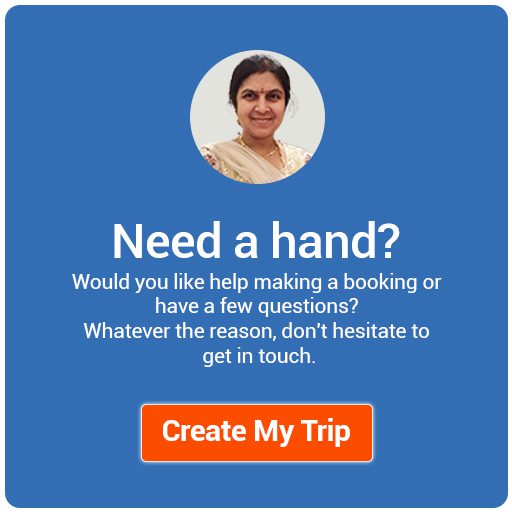 Need a hand?
Would you like help making a booking or
have a few questions?
Whatever the reason, don't hesitate to
get in touch.
Create My Trip